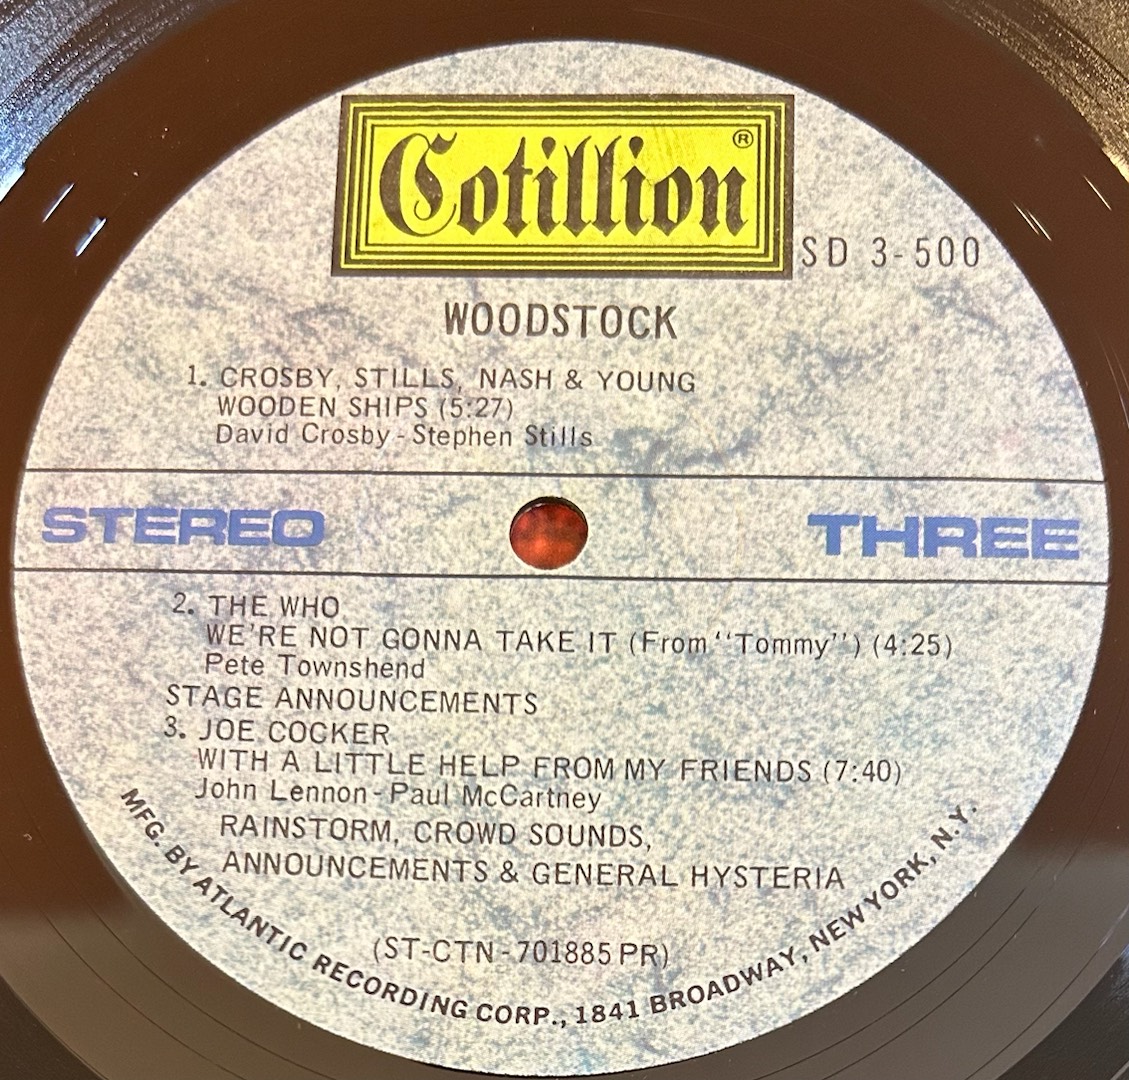 Cotillion®
SD 3-500
WOODSTOCK
1. CROSBY, STILLS, NASH & YOUNG
WOODEN SHIPS (5:27)
David Crosby - Stephen Stills
STEREO
THREE
2. THE WHO
WE'RE NOT GONNA TAKE IT (From "Tommy") (4:25)
Pete Townshend
STAGE ANNOUNCEMENTS
3. JOE COCKER
WITH A LITTLE HELP FROM MY FRIENDS (7:40)
John Lennon - Paul McCartney
RAINSTORM, CROWD SOUNDS,
ANNOUNCEMENTS & GENERAL HYSTERIA
(ST-CTN-701885 PR)
MFG. BY ATLANTIC RECORDING CORP., 1841 BROADWAY, NEW YORK, N.Y.